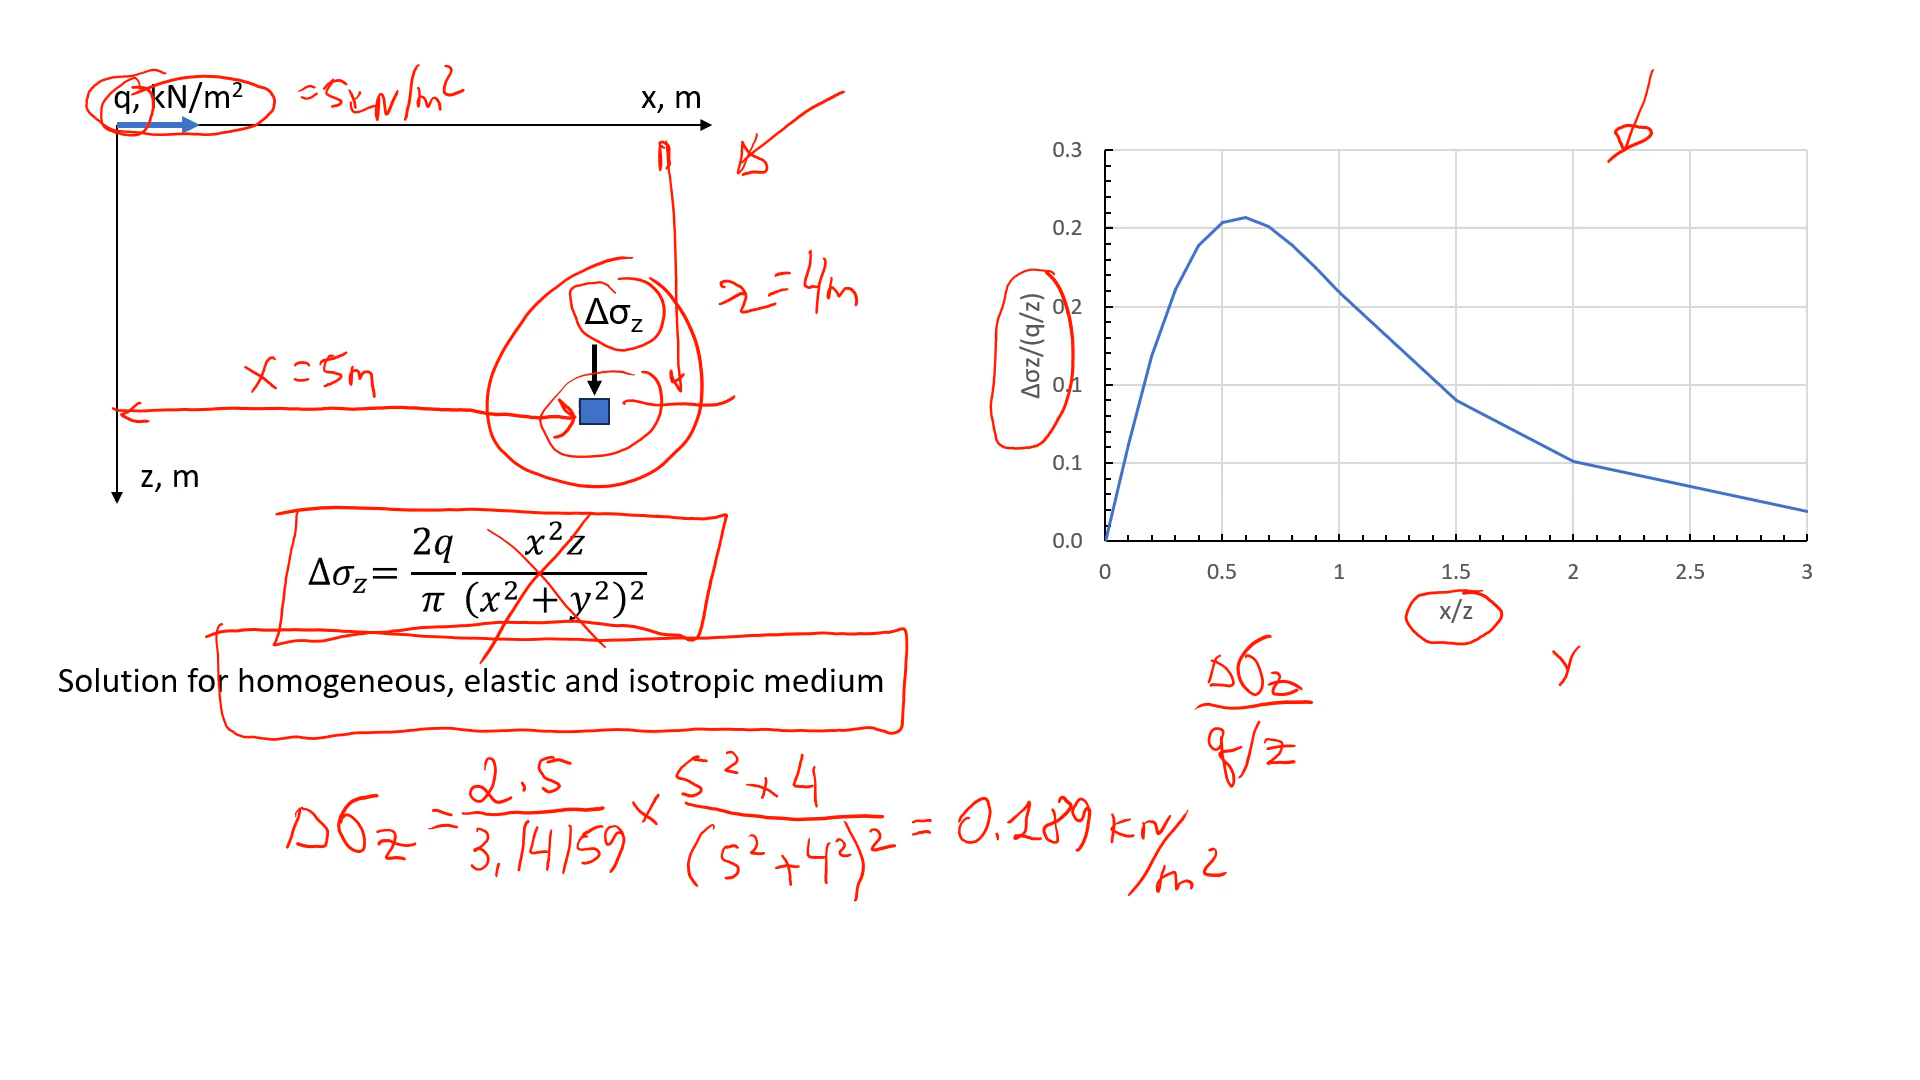 q, kN/m²
=5kN/m²
x, m
Δσz
z=4m
x=5m
z, m
Δσz= 2q/π x²z/(x² + y²)²
Solution for homogeneous, elastic and isotropic medium
Δσz = 2.5/3,14159 × 5²×4/(5²+4²)² = 0.189 kN/m²
0.3
0.2
0.2
0.1
0.1
0.0
Δσz/(q/z)
0 0.5 1 1.5 2 2.5 3
x/z
Δσz
q/z